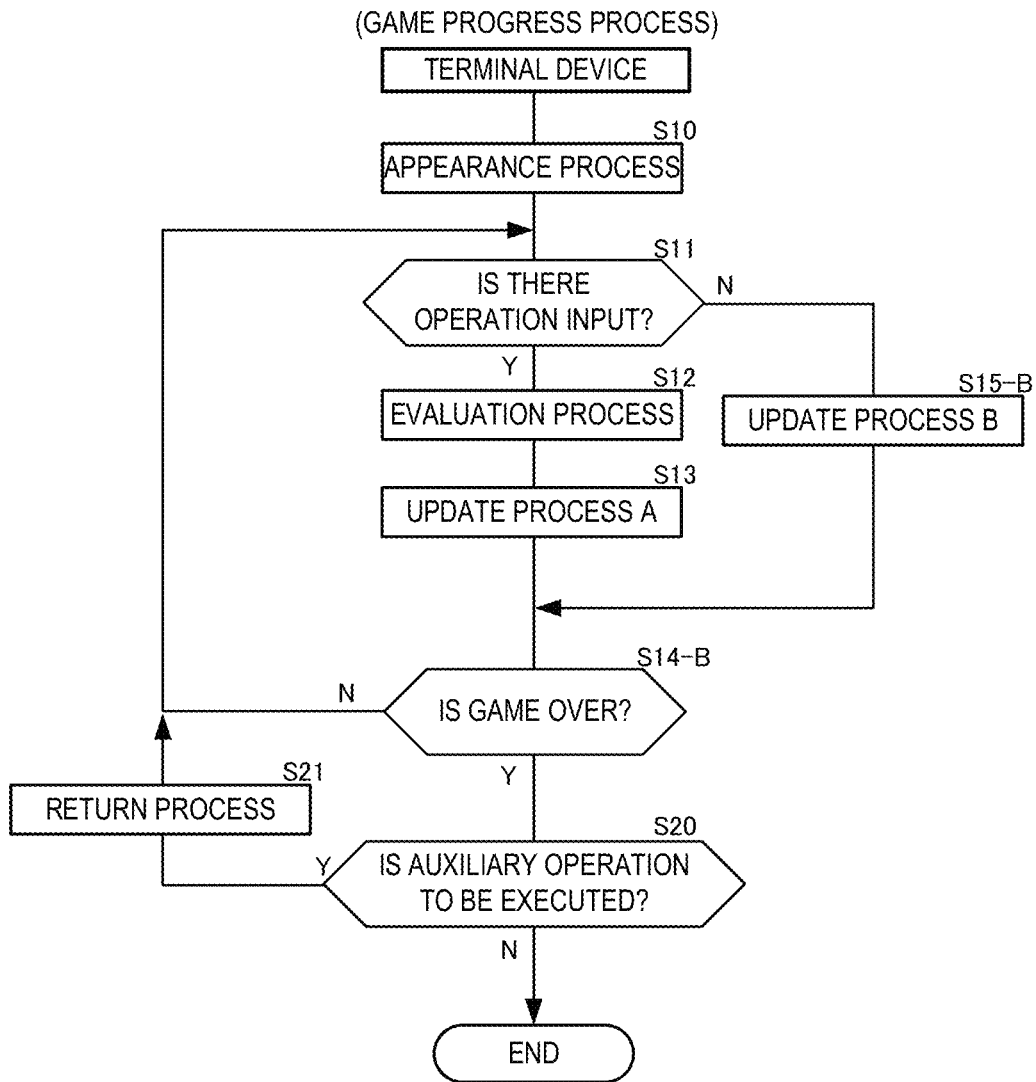 (GAME PROGRESS PROCESS)
TERMINAL DEVICE
S10
APPEARANCE PROCESS
S11
IS THERE
OPERATION INPUT?
N
Y
S12
EVALUATION PROCESS
S15-B
UPDATE PROCESS B
S13
UPDATE PROCESS A
S14-B
IS GAME OVER?
N
Y
S21
RETURN PROCESS
S20
IS AUXILIARY OPERATION
TO BE EXECUTED?
Y
N
END